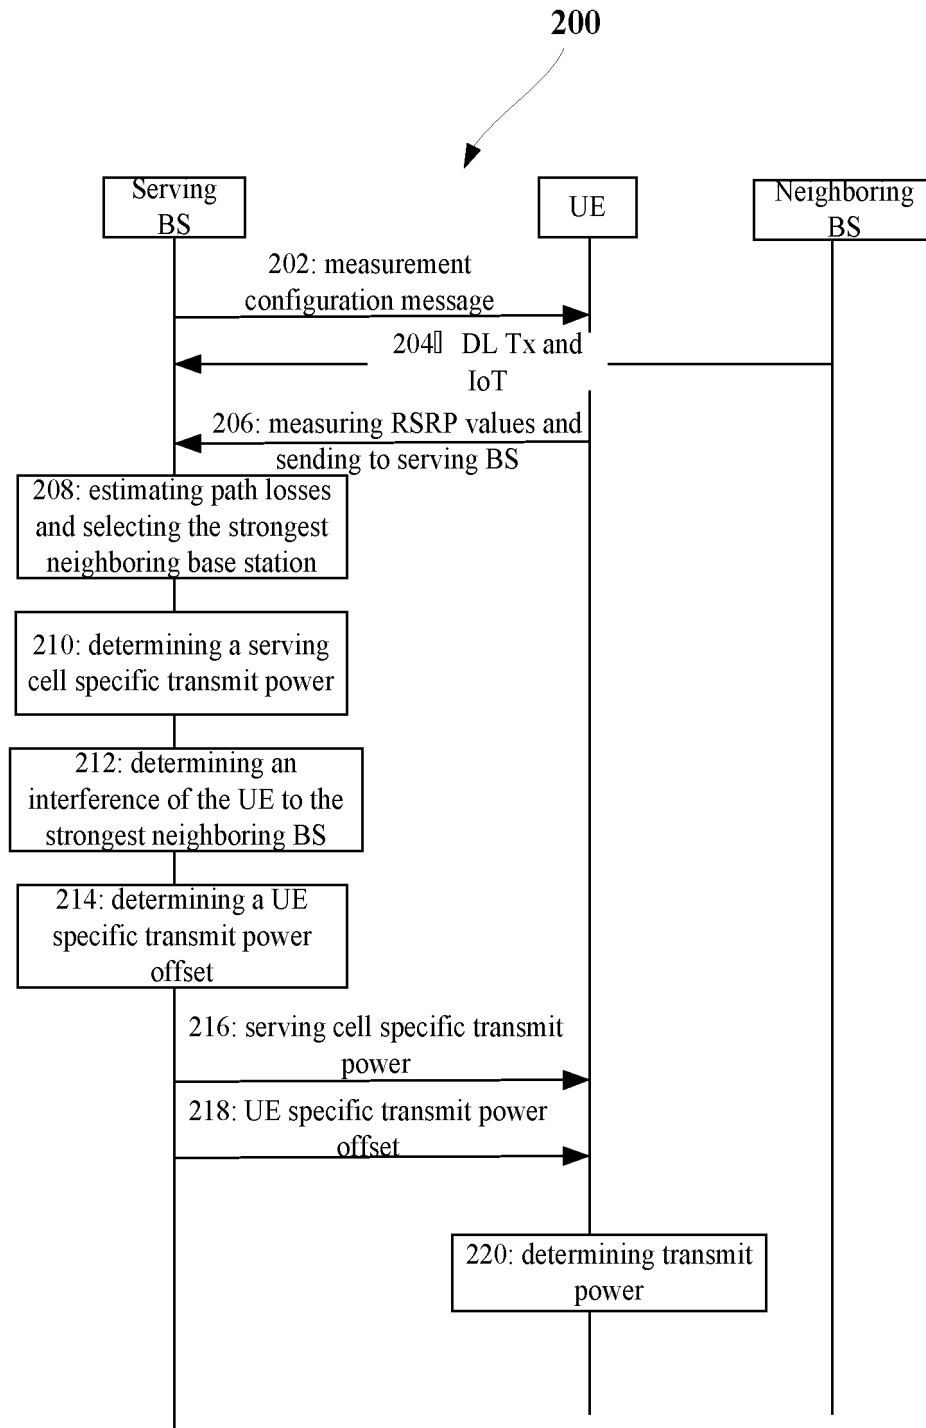 200
Serving
BS
UE
Neighboring
BS
202: measurement
configuration message
204 DL Tx and
IoT
206: measuring RSRP values and
sending to serving BS
208: estimating path losses
and selecting the strongest
neighboring base station
210: determining a serving
cell specific transmit power
212: determining an
interference of the UE to the
strongest neighboring BS
214: determining a UE
specific transmit power
offset
216: serving cell specific transmit
power
218: UE specific transmit power
offset
220: determining transmit
power